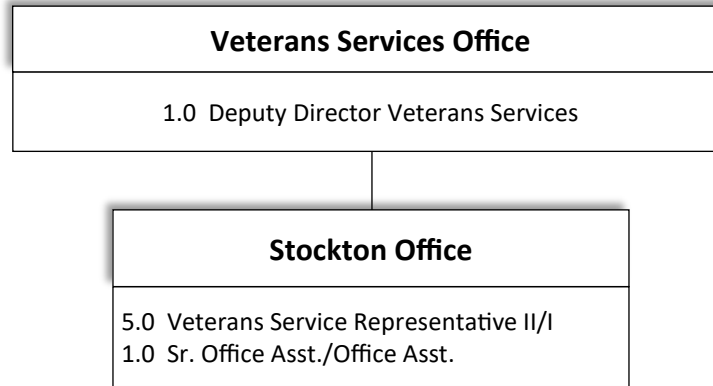 Veterans Services Office
1.0 Deputy Director Veterans Services
Stockton Office
5.0 Veterans Service Representative II/I
1.0 Sr. Office Asst./Office Asst.